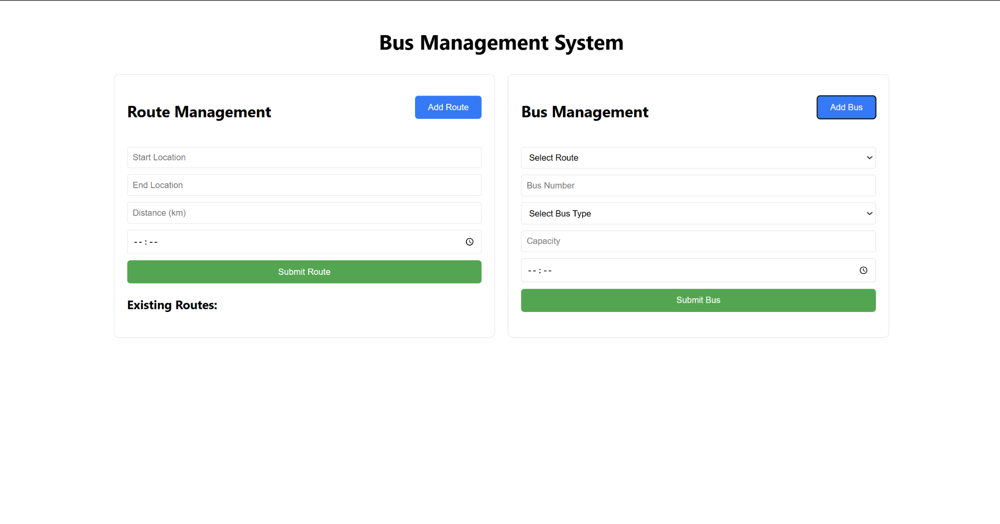 Bus Management System
Route Management
Add Route
Start Location
End Location
Distance (km)
--:--
Submit Route
Existing Routes:
Bus Management
Add Bus
Select Route
Bus Number
Select Bus Type
Capacity
--:--
Submit Bus